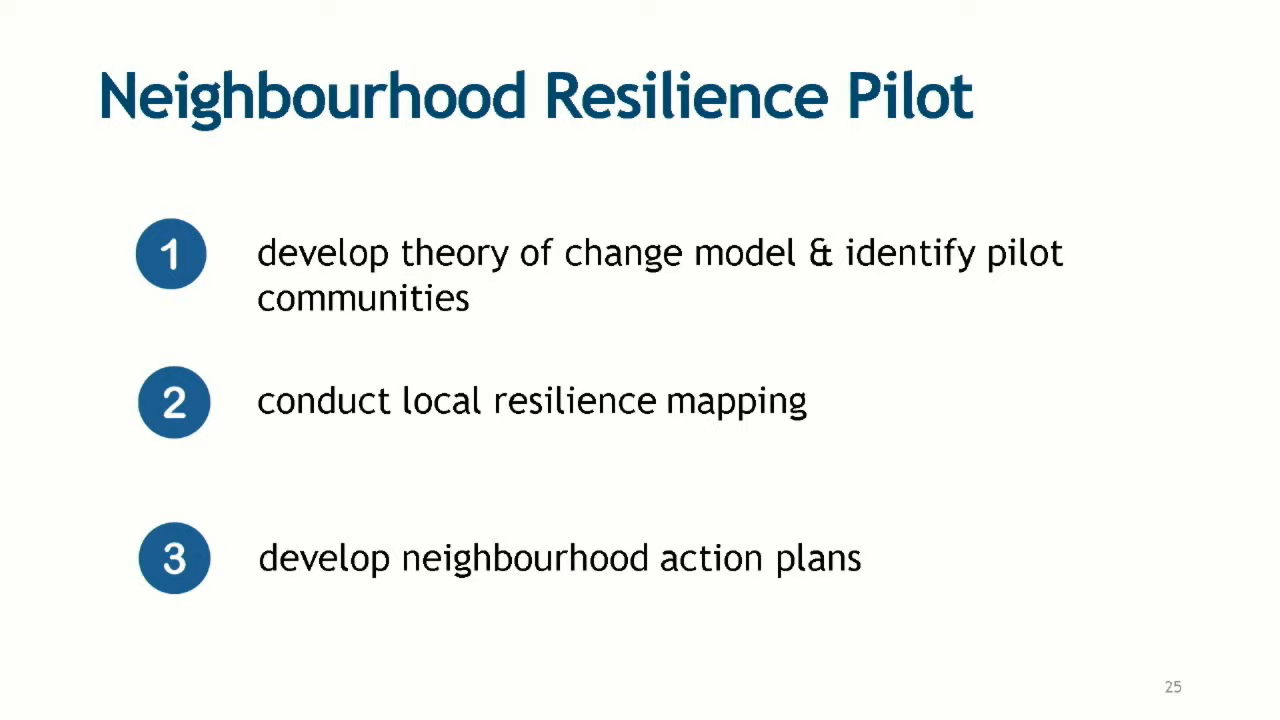 Neighbourhood Resilience Pilot
1
develop theory of change model & identify pilot
communities
2
conduct local resilience mapping
3
develop neighbourhood action plans
25